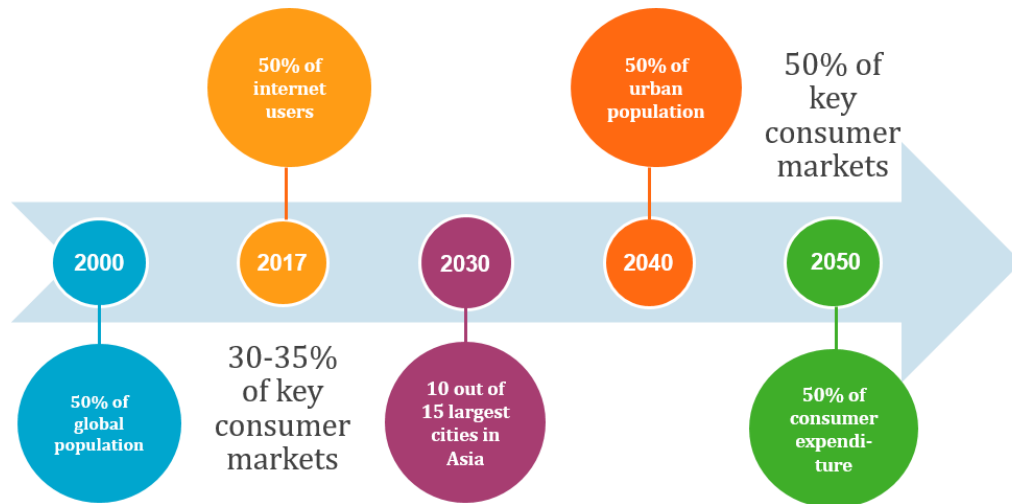 50% of
internet
users
50% of
urban
population
50% of
key
consumer
markets
2000
2017
2030
2040
2050
50% of
global
population
30-35%
of key
consumer
markets
10 out of
15 largest
cities in
Asia
50% of
consumer
expendi-
ture